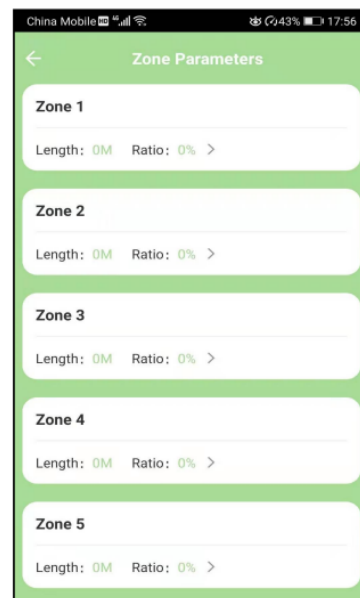 China Mobile HD 4G 43% 17:56
Zone Parameters
Zone 1
Length: 0M Ratio: 0% >
Zone 2
Length: 0M Ratio: 0% >
Zone 3
Length: 0M Ratio: 0% >
Zone 4
Length: 0M Ratio: 0% >
Zone 5
Length: 0M Ratio: 0% >